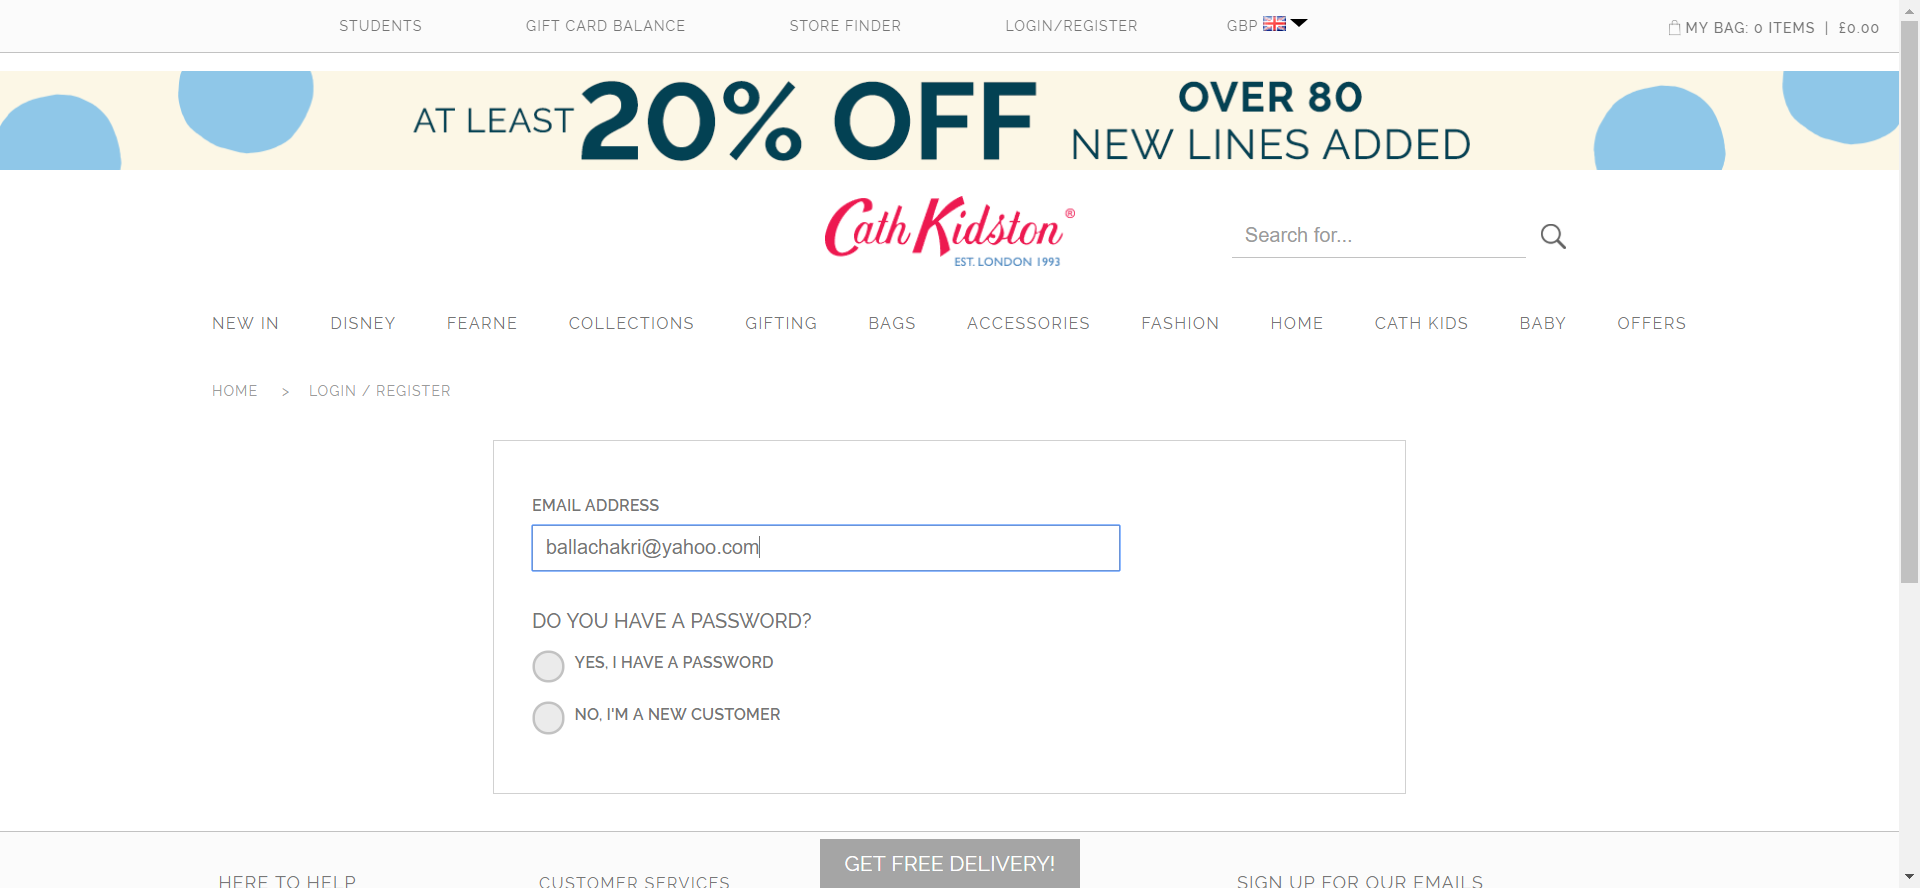 STUDENTS
GIFT CARD BALANCE
STORE FINDER
LOGIN/REGISTER
GBP
MY BAG: 0 ITEMS | £0.00
AT LEAST 20% OFF
OVER 80
NEW LINES ADDED
Cath Kidston®
EST. LONDON 1993
Search for...
NEW IN
DISNEY
FEARNE
COLLECTIONS
GIFTING
BAGS
ACCESSORIES
FASHION
HOME
CATH KIDS
BABY
OFFERS
HOME > LOGIN / REGISTER
EMAIL ADDRESS
ballachakri@yahoo.com
DO YOU HAVE A PASSWORD?
YES, I HAVE A PASSWORD
NO, I'M A NEW CUSTOMER
GET FREE DELIVERY!
HERE TO HELP
CUSTOMER SERVICES
SIGN UP FOR OUR EMAILS